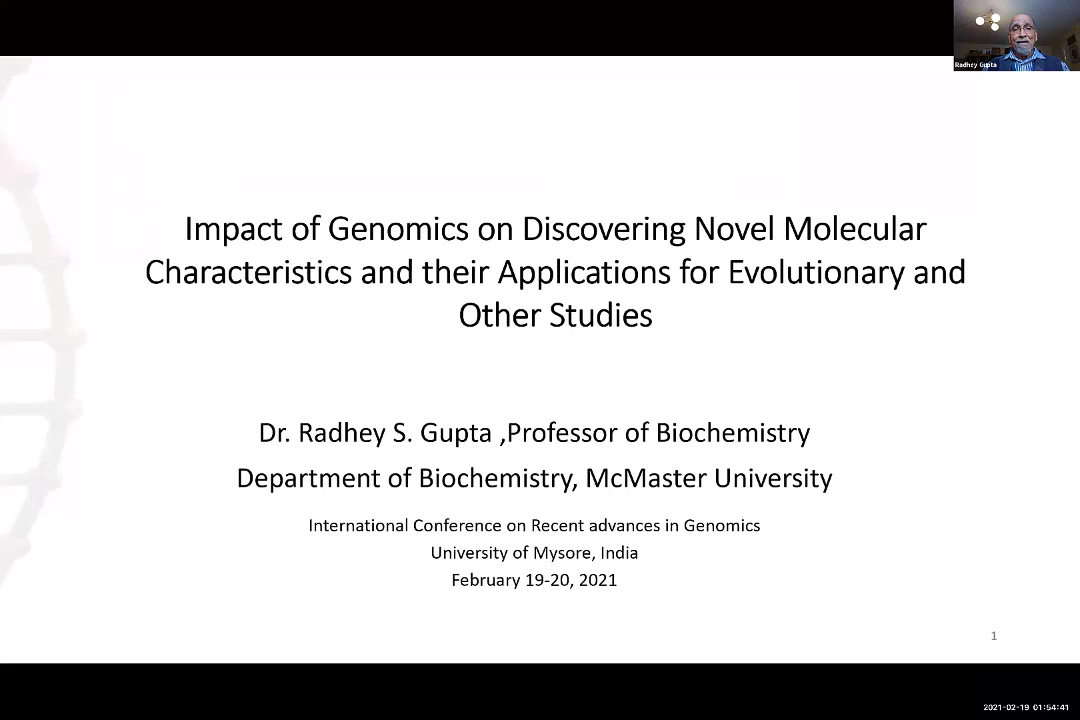 Radhey Gupta
Impact of Genomics on Discovering Novel Molecular
Characteristics and their Applications for Evolutionary and
Other Studies
Dr. Radhey S. Gupta ,Professor of Biochemistry
Department of Biochemistry, McMaster University
International Conference on Recent advances in Genomics
University of Mysore, India
February 19-20, 2021
1
2021-02-19 01:54:41